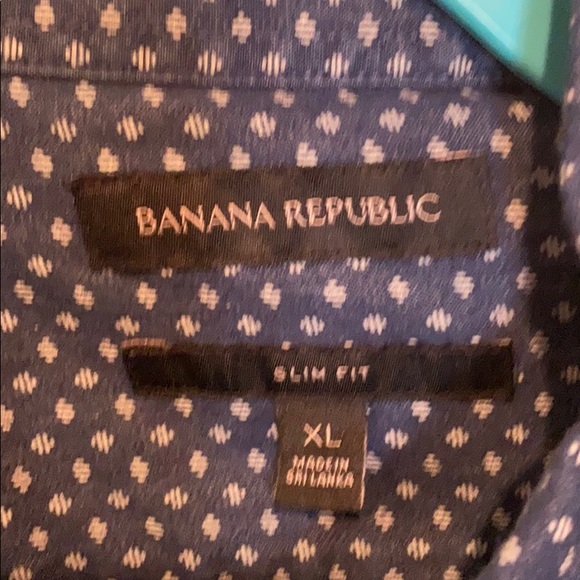 BANANA REPUBLIC
SLIM FIT
XL
MADE IN
SRI LANKA